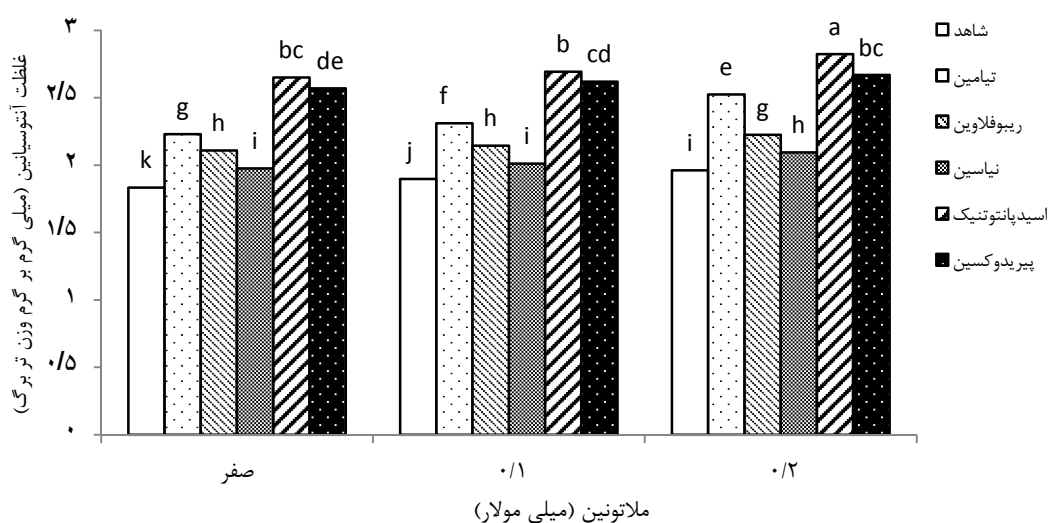 غلظت آنتوسیانین (میلی گرم بر گرم وزن تر برگ)
۳
۲/۵
۲
۱/۵
۱
۰/۵
۰
k g h i bc de
j f h i b cd
i e g h a bc
صفر
۰/۱
۰/۲
ملاتونین (میلی مولار)
شاهد
تیامین
ریبوفلاوین
نیاسین
اسیدپانتوتنیک
پیریدوکسین